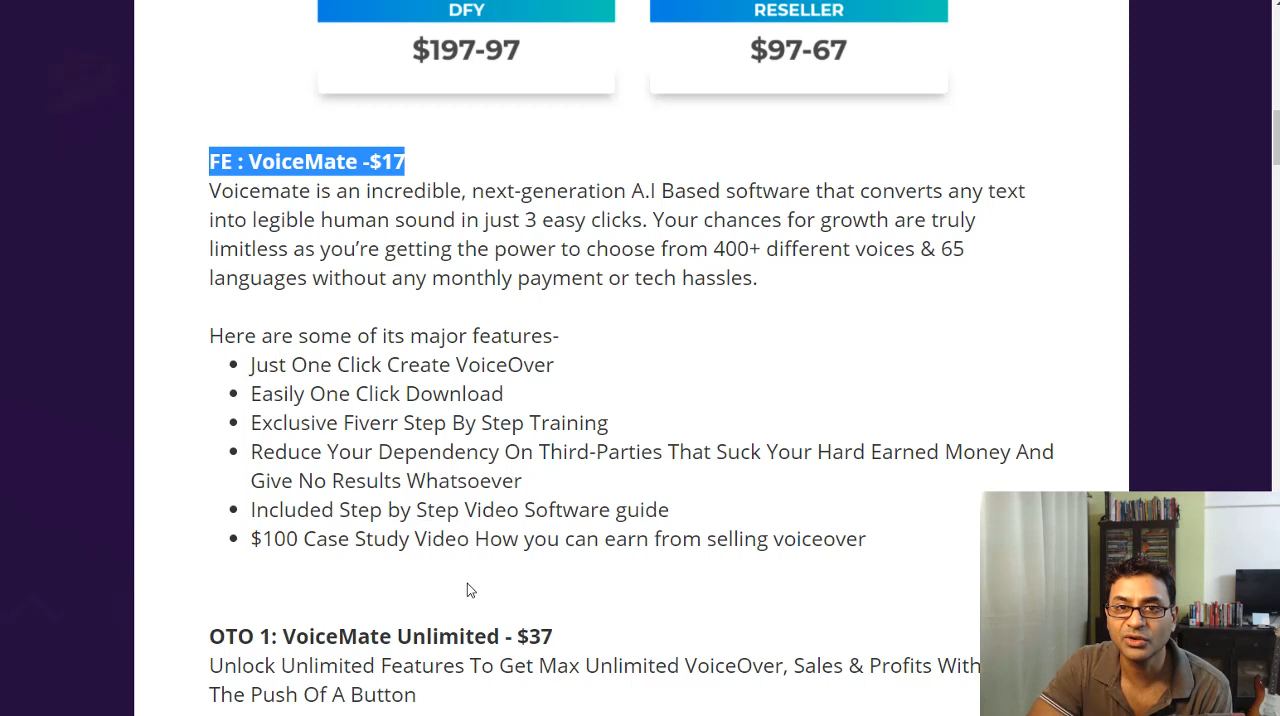 DFY RESELLER
$197-97 $97-67
FE : VoiceMate -$17
Voicemate is an incredible, next-generation A.I Based software that converts any text
into legible human sound in just 3 easy clicks. Your chances for growth are truly
limitless as you’re getting the power to choose from 400+ different voices & 65
languages without any monthly payment or tech hassles.
Here are some of its major features-
Just One Click Create VoiceOver
Easily One Click Download
Exclusive Fiverr Step By Step Training
Reduce Your Dependency On Third-Parties That Suck Your Hard Earned Money And
Give No Results Whatsoever
Included Step by Step Video Software guide
$100 Case Study Video How you can earn from selling voiceover
OTO 1: VoiceMate Unlimited - $37
Unlock Unlimited Features To Get Max Unlimited VoiceOver, Sales & Profits With
The Push Of A Button